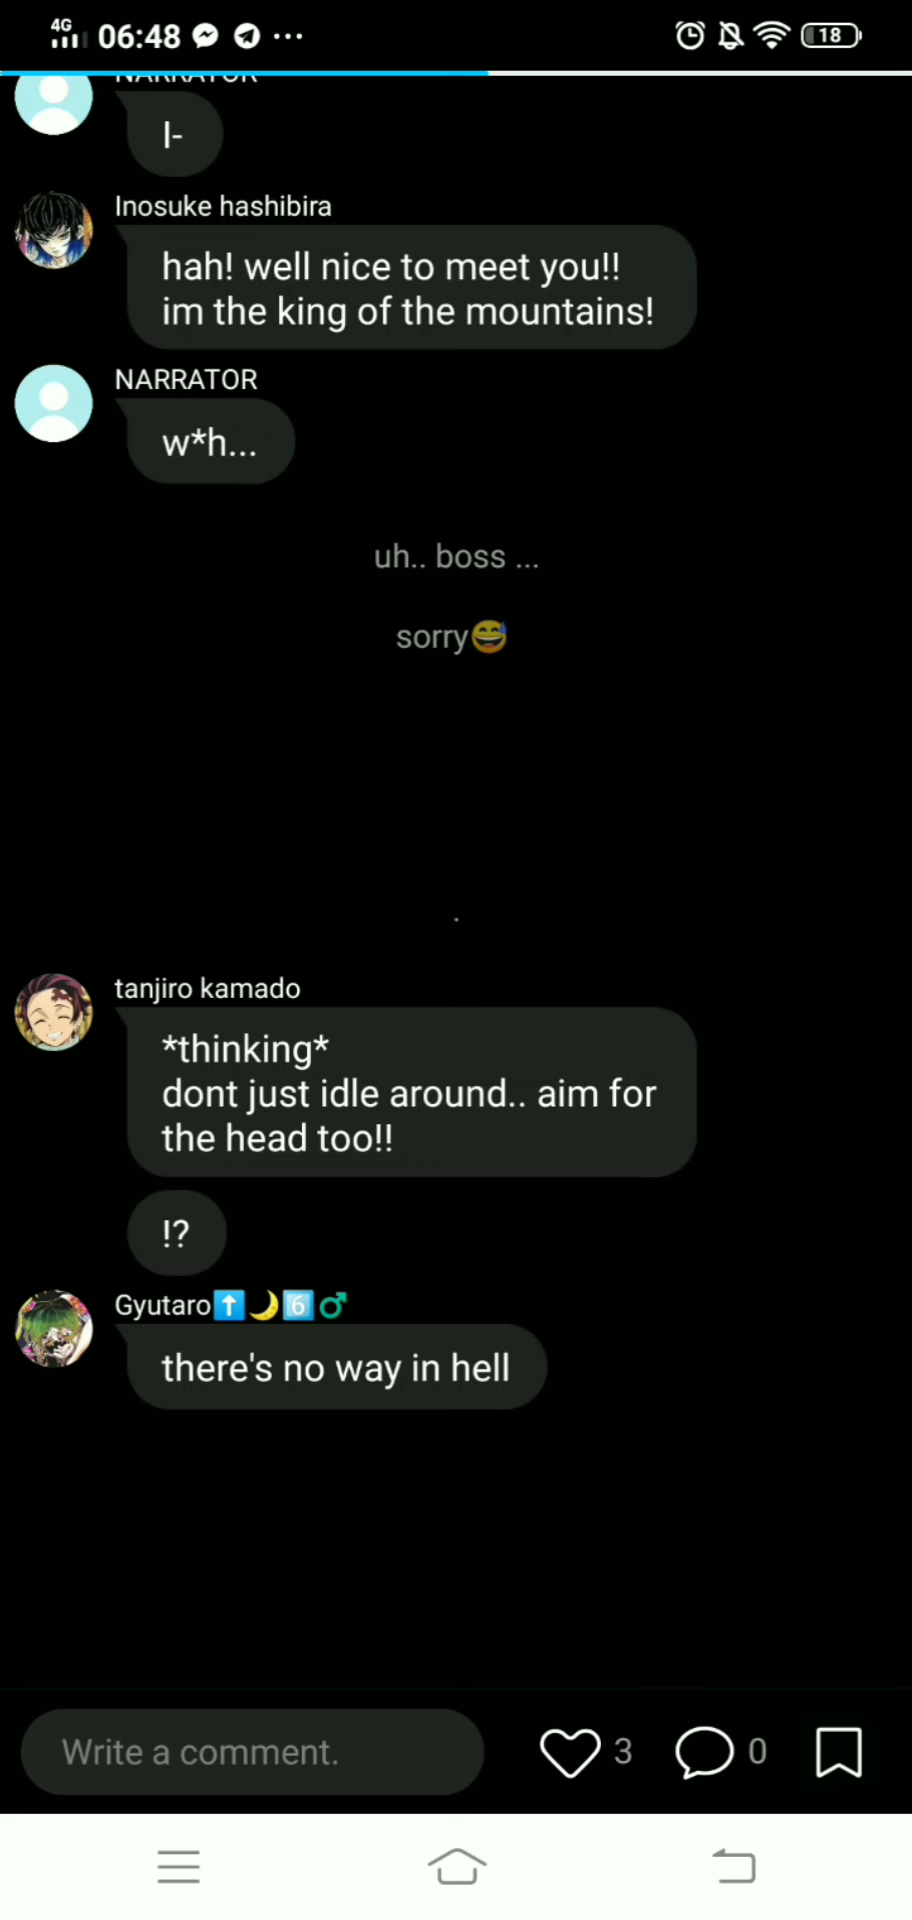 4G
06:48
18
NARRATOR
I-
Inosuke hashibira
hah! well nice to meet you!!
im the king of the mountains!
NARRATOR
w*h...
uh.. boss ...
sorry😅
.
tanjiro kamado
*thinking*
dont just idle around.. aim for
the head too!!
!?
Gyutaro⬆️🌙6️⃣♂
there's no way in hell
Write a comment.
3
0